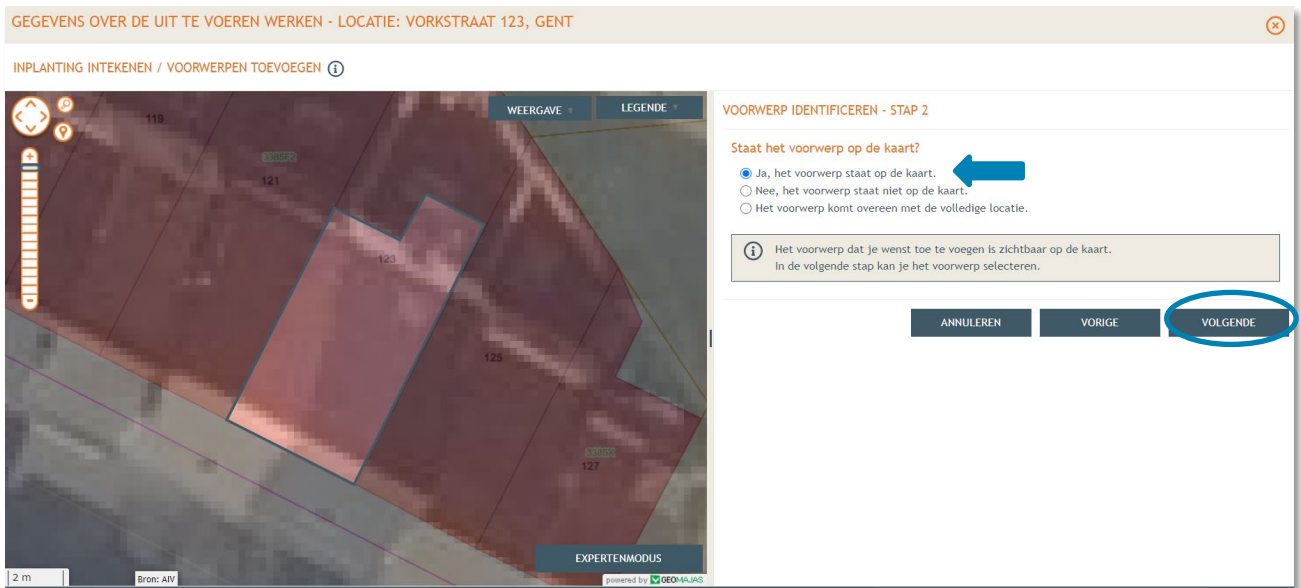 GEGEVENS OVER DE UIT TE VOEREN WERKEN - LOCATIE: VORKSTRAAT 123, GENT
INPLANTING INTEKENEN / VOORWERPEN TOEVOEGEN
WEERGAVE
LEGENDE
119
121
123
125
127
EXPERTENMODUS
2 m
Bron: AIV
powered by GEOMAJAS
VOORWERP IDENTIFICEREN - STAP 2
Staat het voorwerp op de kaart?
Ja, het voorwerp staat op de kaart.
Nee, het voorwerp staat niet op de kaart.
Het voorwerp komt overeen met de volledige locatie.
Het voorwerp dat je wenst toe te voegen is zichtbaar op de kaart.
In de volgende stap kan je het voorwerp selecteren.
ANNULEREN
VORIGE
VOLGENDE